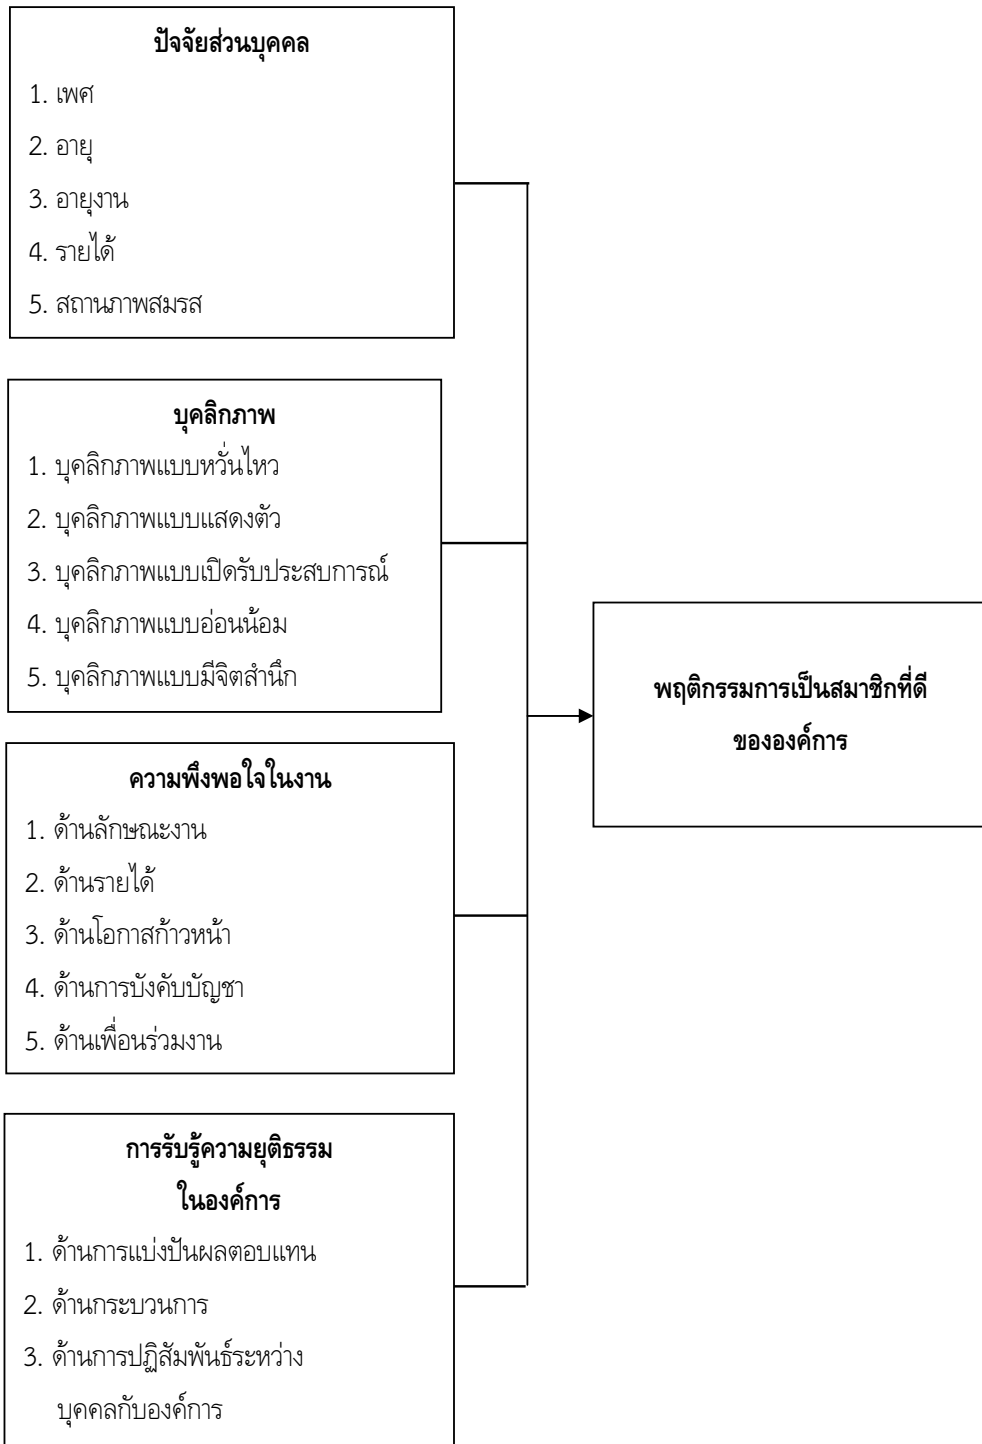 ปัจจัยส่วนบุคคล
1. เพศ
2. อายุ
3. อายุงาน
4. รายได้
5. สถานภาพสมรส
บุคลิกภาพ
1. บุคลิกภาพแบบหวั่นไหว
2. บุคลิกภาพแบบแสดงตัว
3. บุคลิกภาพแบบเปิดรับประสบการณ์
4. บุคลิกภาพแบบอ่อนน้อม
5. บุคลิกภาพแบบมีจิตสำนึก
ความพึงพอใจในงาน
1. ด้านลักษณะงาน
2. ด้านรายได้
3. ด้านโอกาสก้าวหน้า
4. ด้านการบังคับบัญชา
5. ด้านเพื่อนร่วมงาน
การรับรู้ความยุติธรรม
ในองค์การ
1. ด้านการแบ่งปันผลตอบแทน
2. ด้านกระบวนการ
3. ด้านการปฏิสัมพันธ์ระหว่าง
บุคคลกับองค์การ
พฤติกรรมการเป็นสมาชิกที่ดี
ขององค์การ